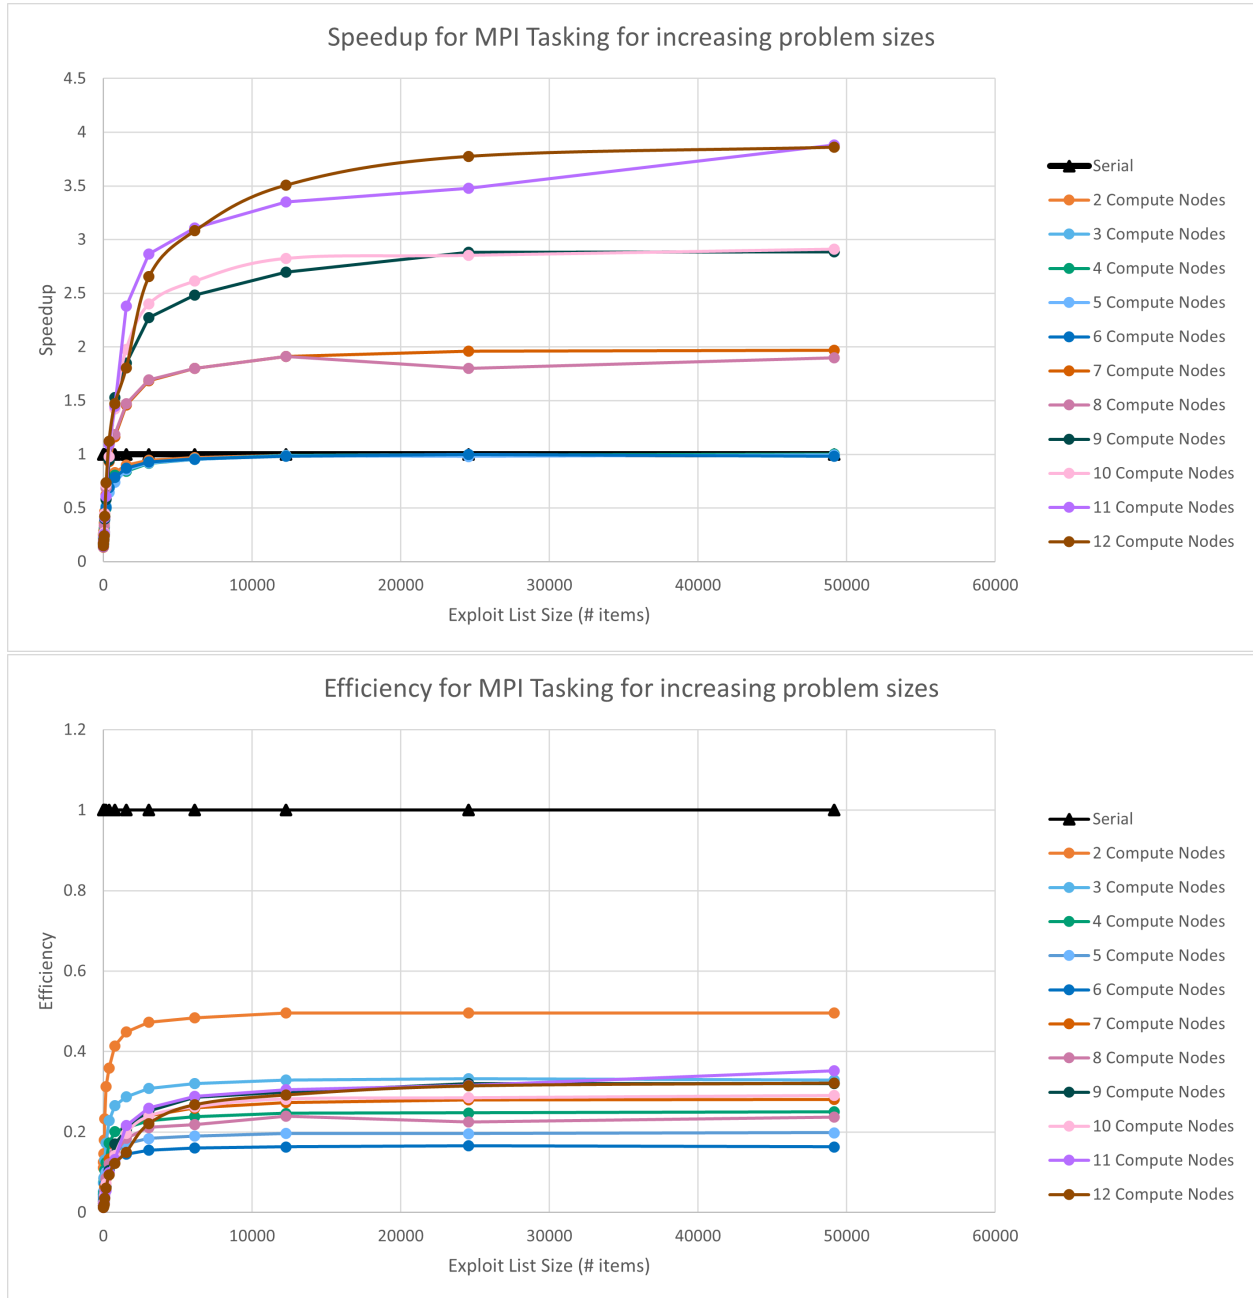 Speedup for MPI Tasking for increasing problem sizes
4.5
4
3.5
3
2.5
2
1.5
1
0.5
0
Speedup
0 10000 20000 30000 40000 50000 60000
Exploit List Size (# items)
Serial
2 Compute Nodes
3 Compute Nodes
4 Compute Nodes
5 Compute Nodes
6 Compute Nodes
7 Compute Nodes
8 Compute Nodes
9 Compute Nodes
10 Compute Nodes
11 Compute Nodes
12 Compute Nodes
Efficiency for MPI Tasking for increasing problem sizes
1.2
1
0.8
0.6
0.4
0.2
0
Efficiency
0 10000 20000 30000 40000 50000 60000
Exploit List Size (# items)
Serial
2 Compute Nodes
3 Compute Nodes
4 Compute Nodes
5 Compute Nodes
6 Compute Nodes
7 Compute Nodes
8 Compute Nodes
9 Compute Nodes
10 Compute Nodes
11 Compute Nodes
12 Compute Nodes